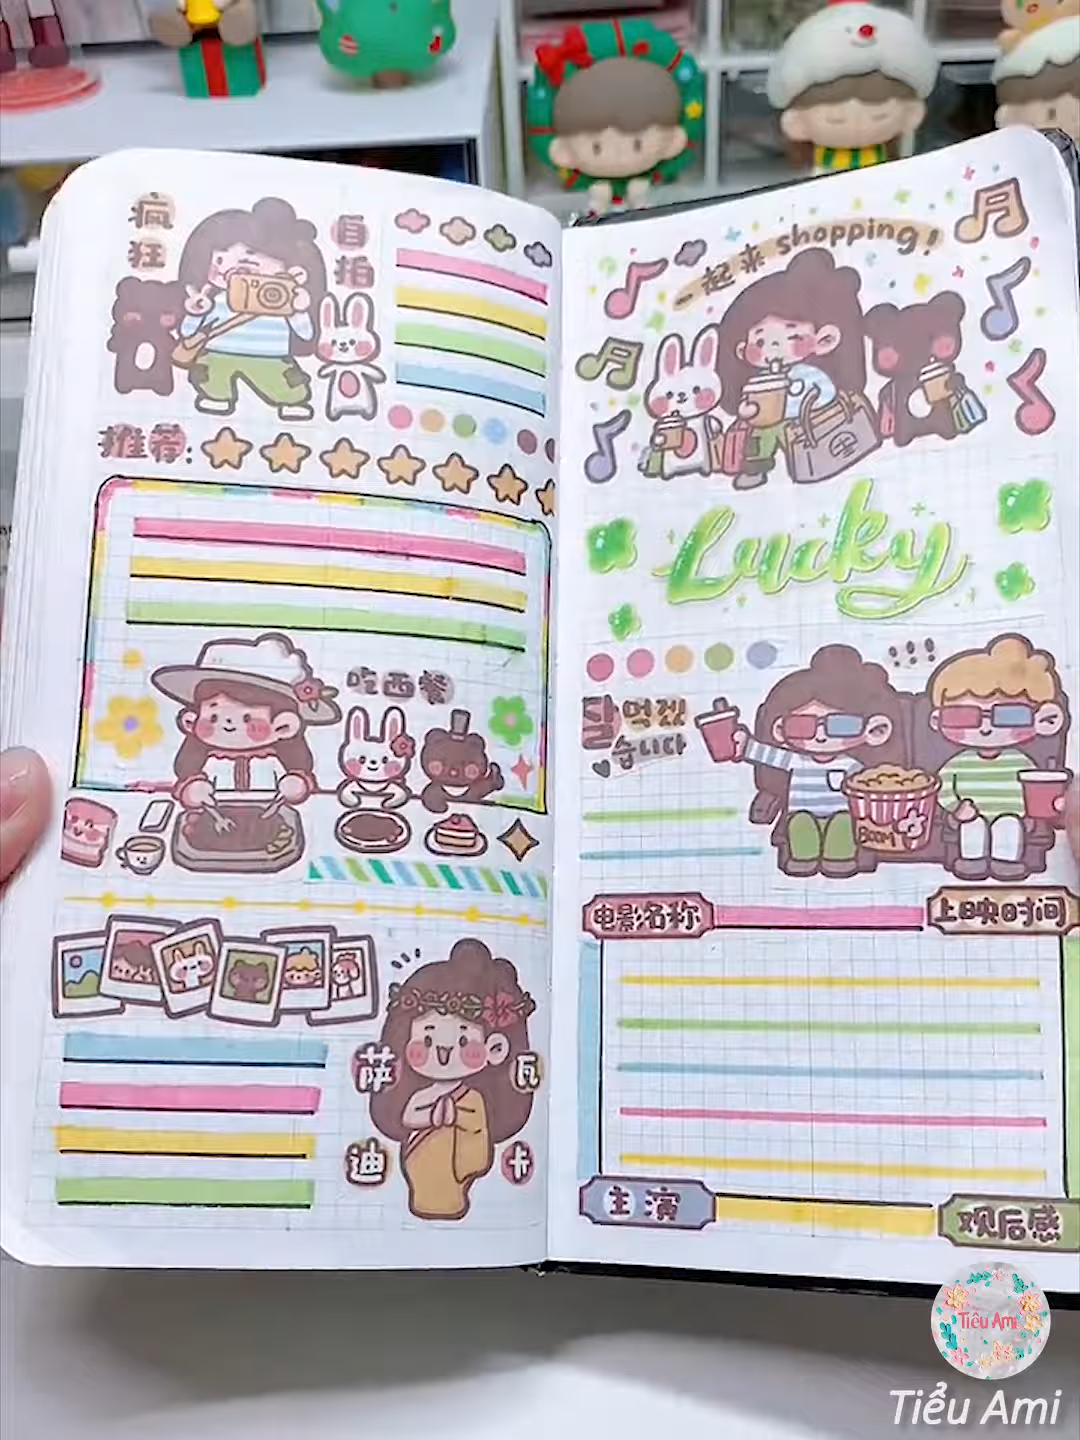 疯狂
自拍
推荐:
吃西餐
萨瓦
迪卡
一起来 shopping!
Lucky
잘먹겠
습니다
BOOM
电影名称
上映时间
主演
观后感
Tiểu Ami
Tiểu Ami